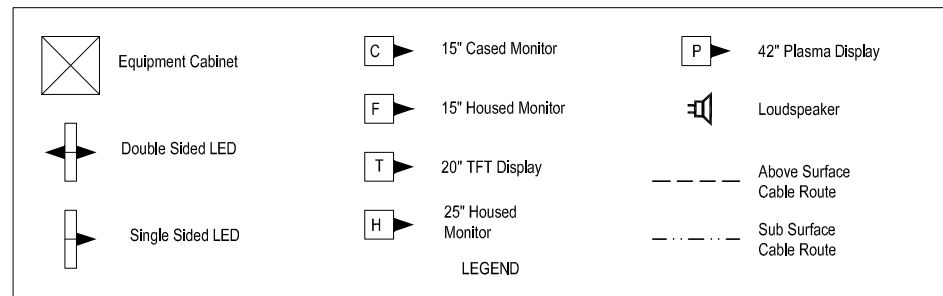 Equipment Cabinet
Double Sided LED
Single Sided LED
C 15" Cased Monitor
F 15" Housed Monitor
T 20" TFT Display
H 25" Housed
Monitor
LEGEND
P 42" Plasma Display
Loudspeaker
Above Surface
Cable Route
Sub Surface
Cable Route